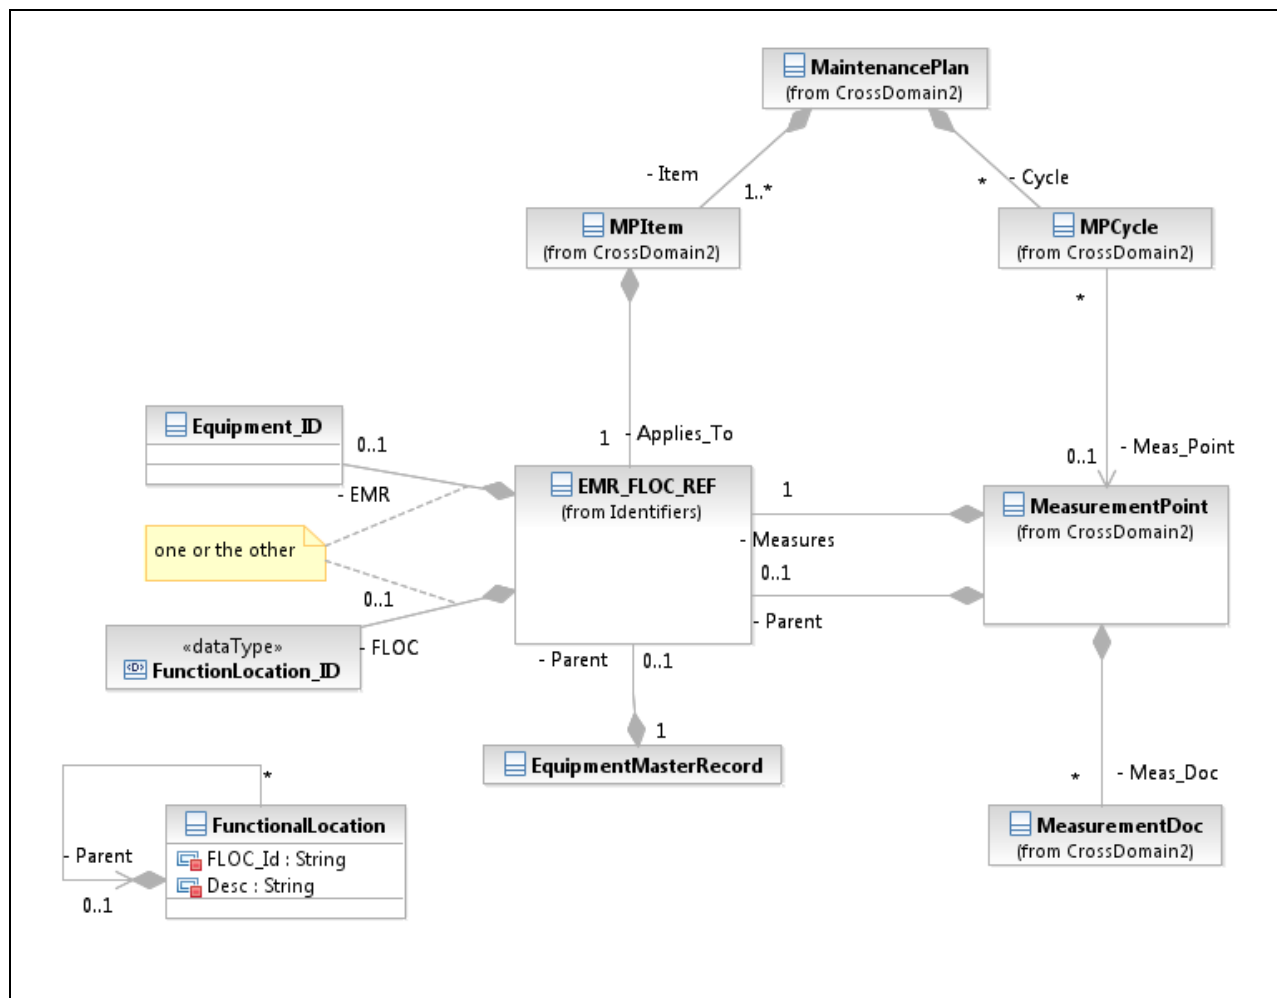 MaintenancePlan
(from CrossDomain2)
- Item
1..*
* - Cycle
MPItem
(from CrossDomain2)
MPCycle
(from CrossDomain2)
*
Equipment_ID
0..1
- EMR
1 - Applies_To
0..1 - Meas_Point
EMR_FLOC_REF
(from Identifiers)
1
- Measures
0..1
- Parent
MeasurementPoint
(from CrossDomain2)
one or the other
0..1
- FLOC
«dataType»
<D> FunctionLocation_ID
- Parent 0..1
1
EquipmentMasterRecord
* - Meas_Doc
MeasurementDoc
(from CrossDomain2)
*
- Parent
0..1
FunctionalLocation
FLOC_Id : String
Desc : String